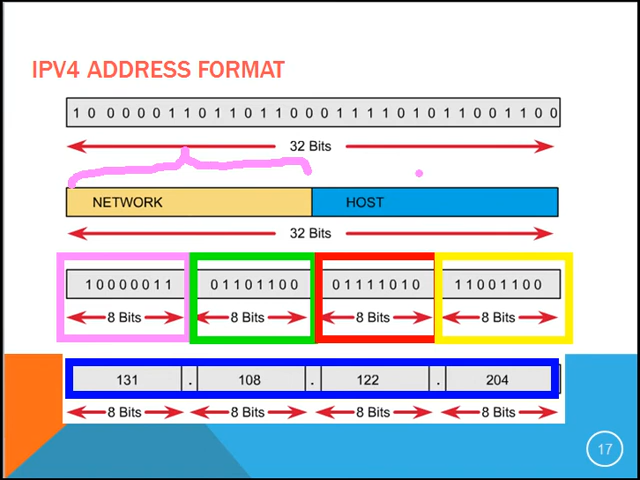 IPV4 ADDRESS FORMAT
1 0 0 0 0 0 1 1 0 1 1 0 1 1 0 0 0 1 1 1 1 0 1 0 1 1 0 0 1 1 0 0
32 Bits
NETWORK HOST
32 Bits
1 0 0 0 0 0 1 1 0 1 1 0 1 1 0 0 0 1 1 1 1 0 1 0 1 1 0 0 1 1 0 0
8 Bits 8 Bits 8 Bits 8 Bits
131 . 108 . 122 . 204
8 Bits 8 Bits 8 Bits 8 Bits
17